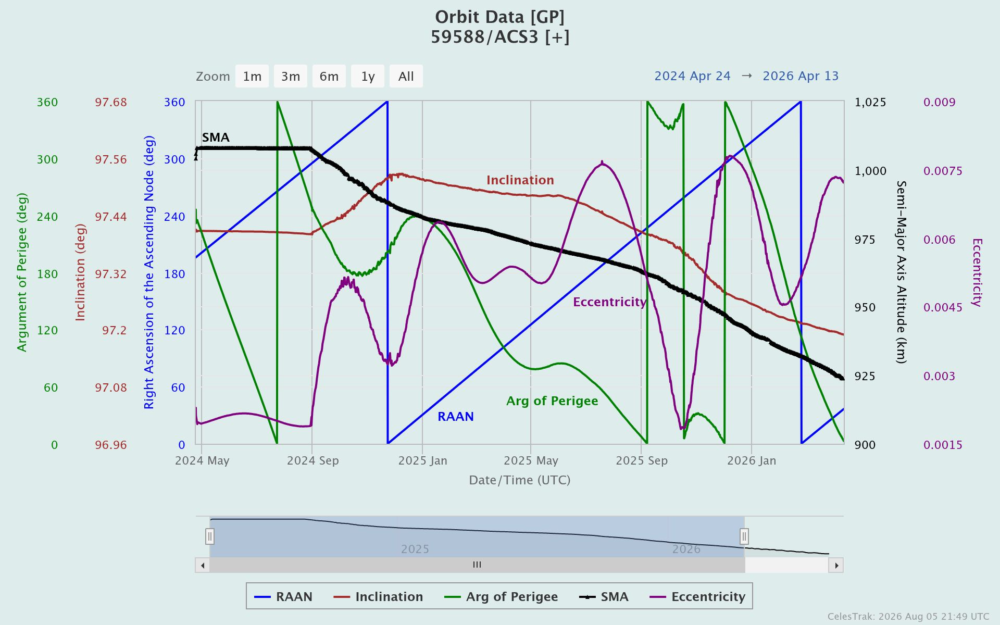 Orbit Data [GP]
59588/ACS3 [+]
Zoom 1m 3m 6m 1y All
2024 Apr 24 → 2026 Apr 13
Argument of Perigee (deg)
360
300
240
180
120
60
0
Inclination (deg)
97.68
97.56
97.44
97.32
97.2
97.08
96.96
Right Ascension of the Ascending Node (deg)
360
300
240
180
120
60
0
SMA
Inclination
Eccentricity
Arg of Perigee
RAAN
1,025
1,000
975
950
925
900
Semi-Major Axis Altitude (km)
0.009
0.0075
0.006
0.0045
0.003
0.0015
Eccentricity
2024 May 2024 Sep 2025 Jan 2025 May 2025 Sep 2026 Jan
Date/Time (UTC)
2025 2026
RAAN Inclination Arg of Perigee SMA Eccentricity
CelesTrak: 2026 Aug 05 21:49 UTC